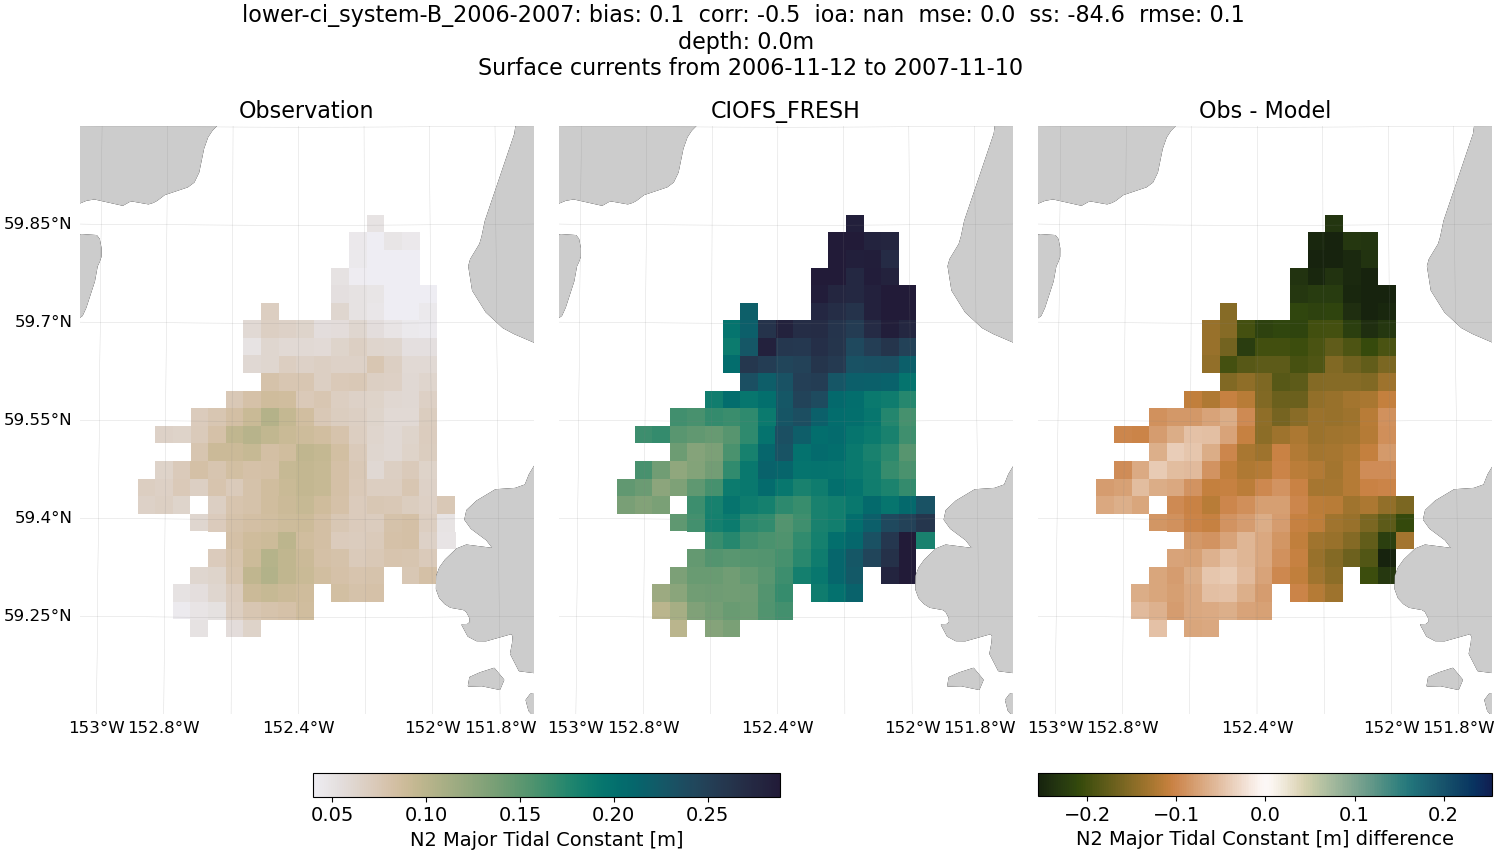 lower-ci_system-B_2006-2007: bias: 0.1  corr: -0.5  ioa: nan  mse: 0.0  ss: -84.6  rmse: 0.1
depth: 0.0m
Surface currents from 2006-11-12 to 2007-11-10
Observation
CIOFS_FRESH
Obs - Model
59.85°N
59.7°N
59.55°N
59.4°N
59.25°N
153°W 152.8°W 152.4°W 152°W 151.8°W
153°W 152.8°W 152.4°W 152°W 151.8°W
153°W 152.8°W 152.4°W 152°W 151.8°W
0.05 0.10 0.15 0.20 0.25
N2 Major Tidal Constant [m]
−0.2 −0.1 0.0 0.1 0.2
N2 Major Tidal Constant [m] difference